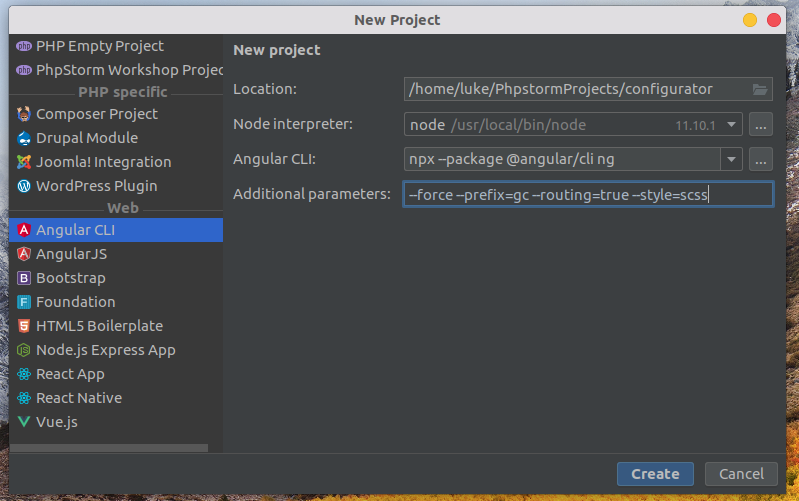 New Project
php PHP Empty Project
php PhpStorm Workshop Projec
PHP specific
Composer Project
Drupal Module
Joomla! Integration
WordPress Plugin
Web
Angular CLI
AngularJS
B Bootstrap
F Foundation
HTML5 Boilerplate
Node.js Express App
React App
React Native
Vue.js
New project
Location: /home/luke/PhpstormProjects/configurator
Node interpreter: node /usr/local/bin/node 11.10.1 ...
Angular CLI: npx --package @angular/cli ng ...
Additional parameters: --force --prefix=gc --routing=true --style=scss
Create Cancel